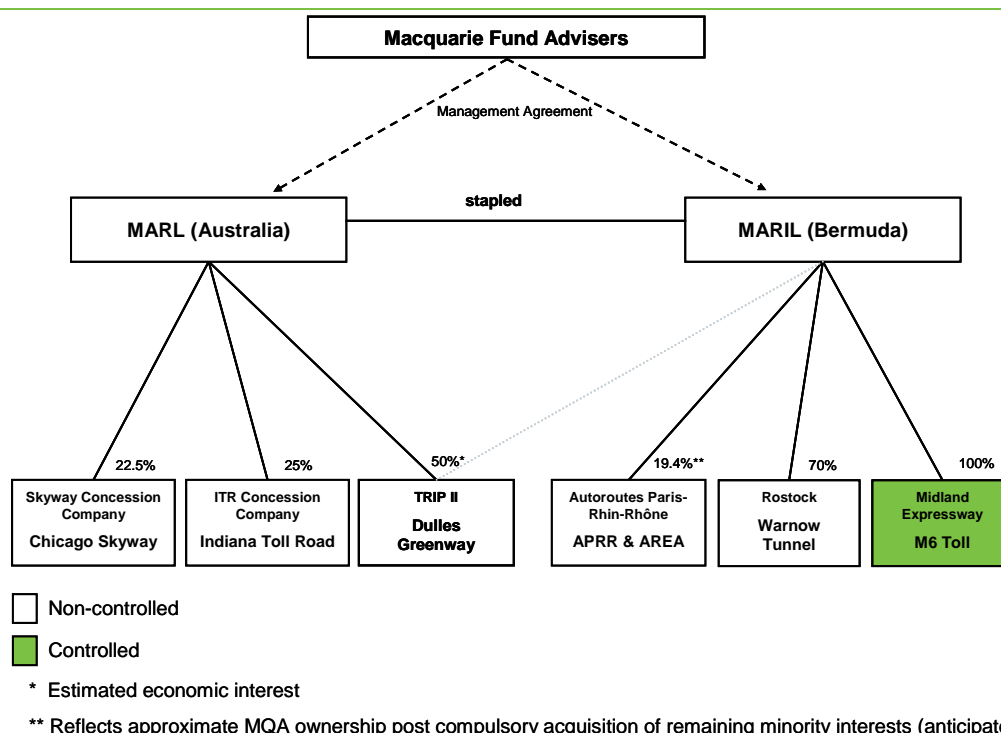 Macquarie Fund Advisers
Management Agreement
stapled
MARL (Australia)
MARIL (Bermuda)
22.5%
25%
50%*
19.4%**
70%
100%
Skyway Concession
Company
Chicago Skyway
ITR Concession
Company
Indiana Toll Road
TRIP II
Dulles
Greenway
Autoroutes Paris-
Rhin-Rhône
APRR & AREA
Rostock
Warnow
Tunnel
Midland
Expressway
M6 Toll
Non-controlled
Controlled
* Estimated economic interest
** Reflects approximate MQA ownership post compulsory acquisition of remaining minority interests (anticipate